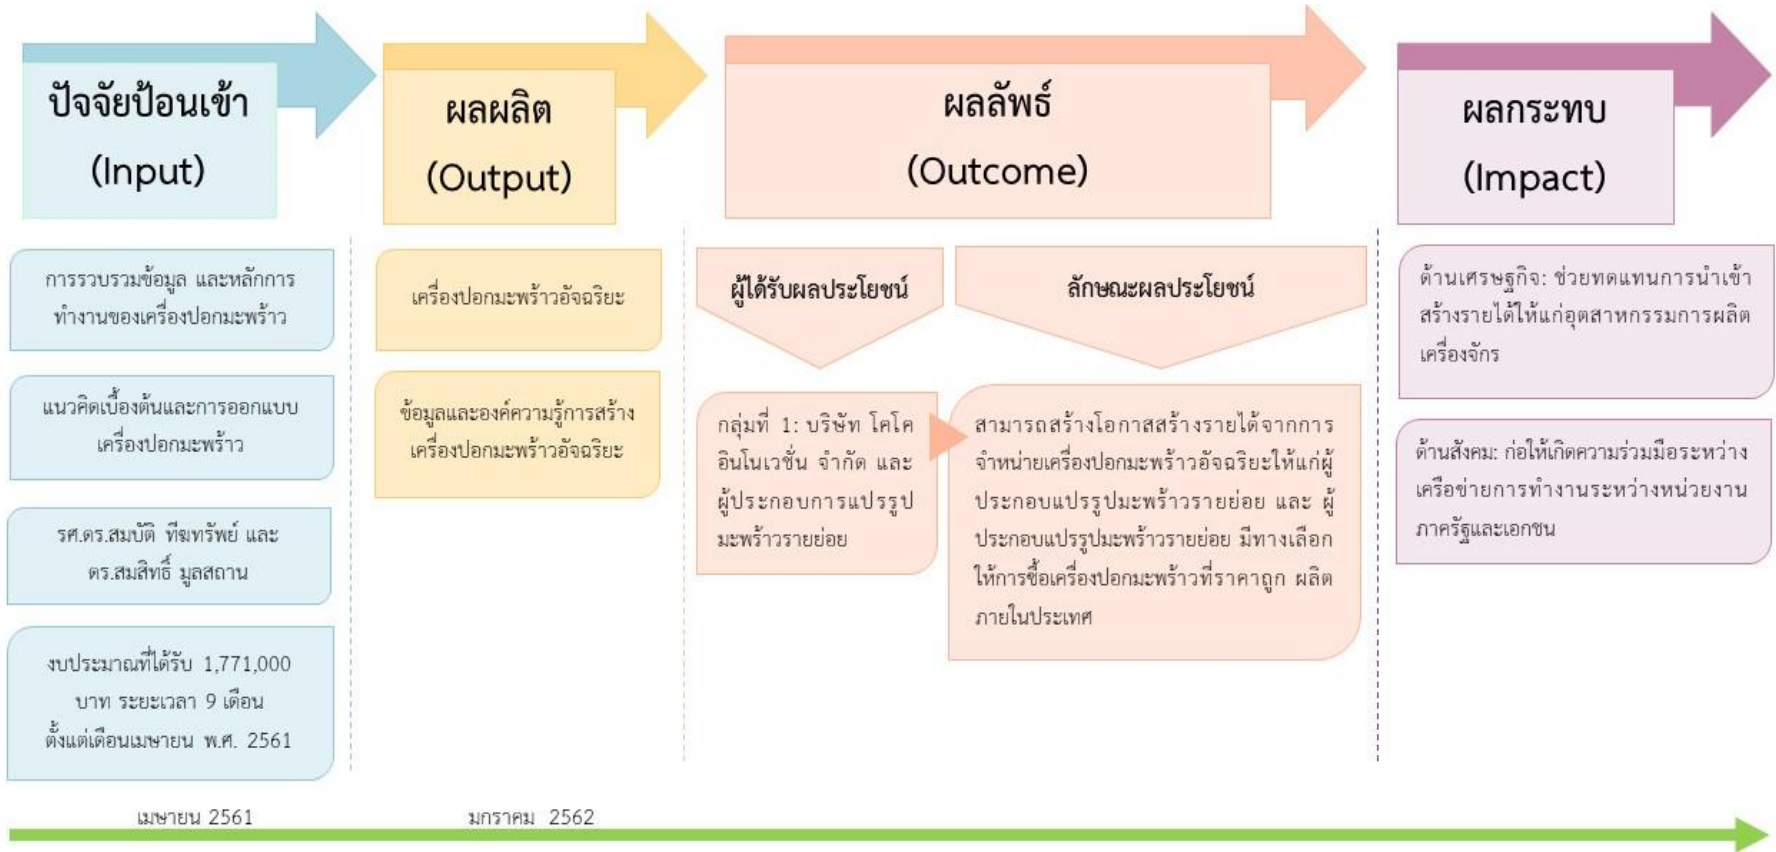 ปัจจัยป้อนเข้า
(Input)
การรวบรวมข้อมูล และหลักการ
ทำงานของเครื่องปอกมะพร้าว
แนวคิดเบื้องต้นและการออกแบบ
เครื่องปอกมะพร้าว
รศ.ดร.สมบัติ ทีฆทรัพย์ และ
ดร.สมสิทธิ์ มูลสถาน
งบประมาณที่ได้รับ 1,771,000
บาท ระยะเวลา 9 เดือน
ตั้งแต่เดือนเมษายน พ.ศ. 2561
ผลผลิต
(Output)
เครื่องปอกมะพร้าวอัจฉริยะ
ข้อมูลและองค์ความรู้การสร้าง
เครื่องปอกมะพร้าวอัจฉริยะ
ผลลัพธ์
(Outcome)
ผู้ได้รับผลประโยชน์
กลุ่มที่ 1: บริษัท โคโค
อินโนเวชั่น จำกัด และ
ผู้ประกอบการแปรรูป
มะพร้าวรายย่อย
ลักษณะผลประโยชน์
สามารถสร้างโอกาสสร้างรายได้จากการ
จำหน่ายเครื่องปอกมะพร้าวอัจฉริยะให้แก่ผู้
ประกอบแปรรูปมะพร้าวรายย่อย และ ผู้
ประกอบแปรรูปมะพร้าวรายย่อย มีทางเลือก
ให้การซื้อเครื่องปอกมะพร้าวที่ราคาถูก ผลิต
ภายในประเทศ
ผลกระทบ
(Impact)
ด้านเศรษฐกิจ: ช่วยทดแทนการนำเข้า
สร้างรายได้ให้แก่อุตสาหกรรมการผลิต
เครื่องจักร
ด้านสังคม: ก่อให้เกิดความร่วมมือระหว่าง
เครือข่ายการทำงานระหว่างหน่วยงาน
ภาครัฐและเอกชน
เมษายน 2561
มกราคม 2562